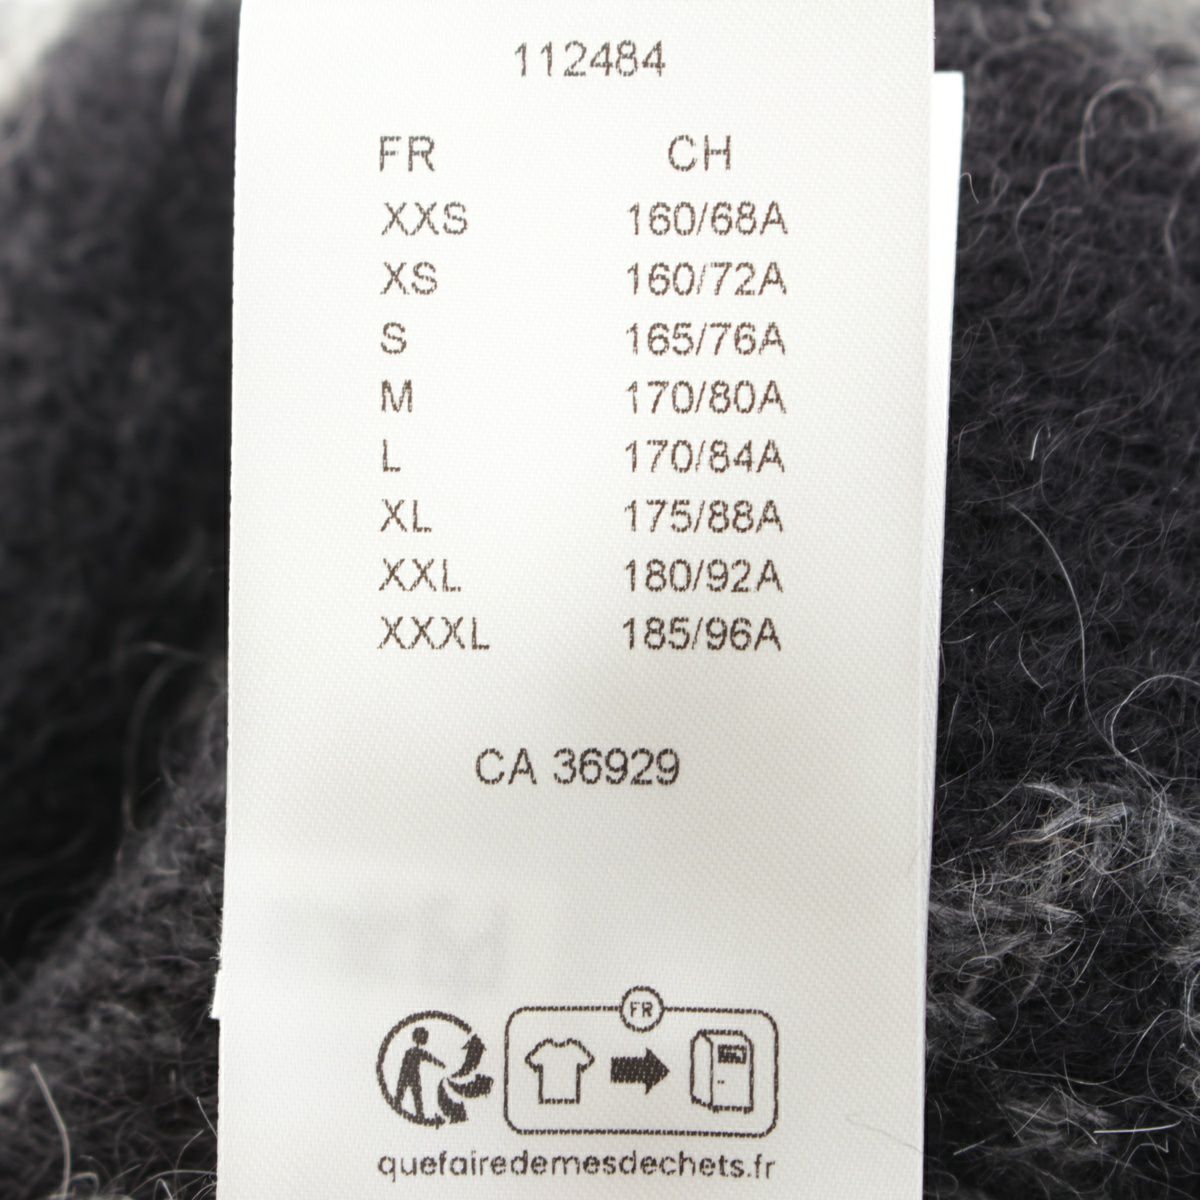 112484
FR CH
XXS 160/68A
XS 160/72A
S 165/76A
M 170/80A
L 170/84A
XL 175/88A
XXL 180/92A
XXXL 185/96A
CA 36929
FR
quefairedemesdechets.fr